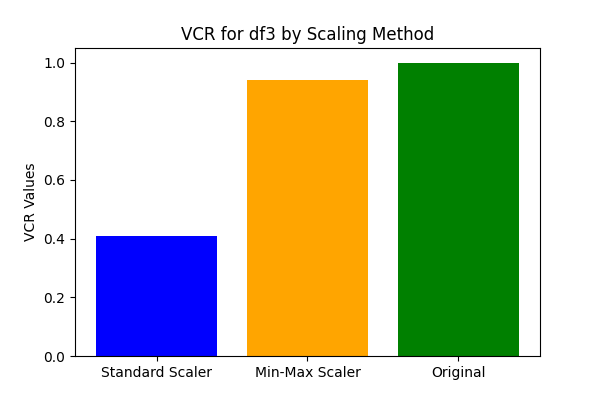 VCR for df3 by Scaling Method
VCR Values
1.0
0.8
0.6
0.4
0.2
0.0
Standard Scaler
Min-Max Scaler
Original